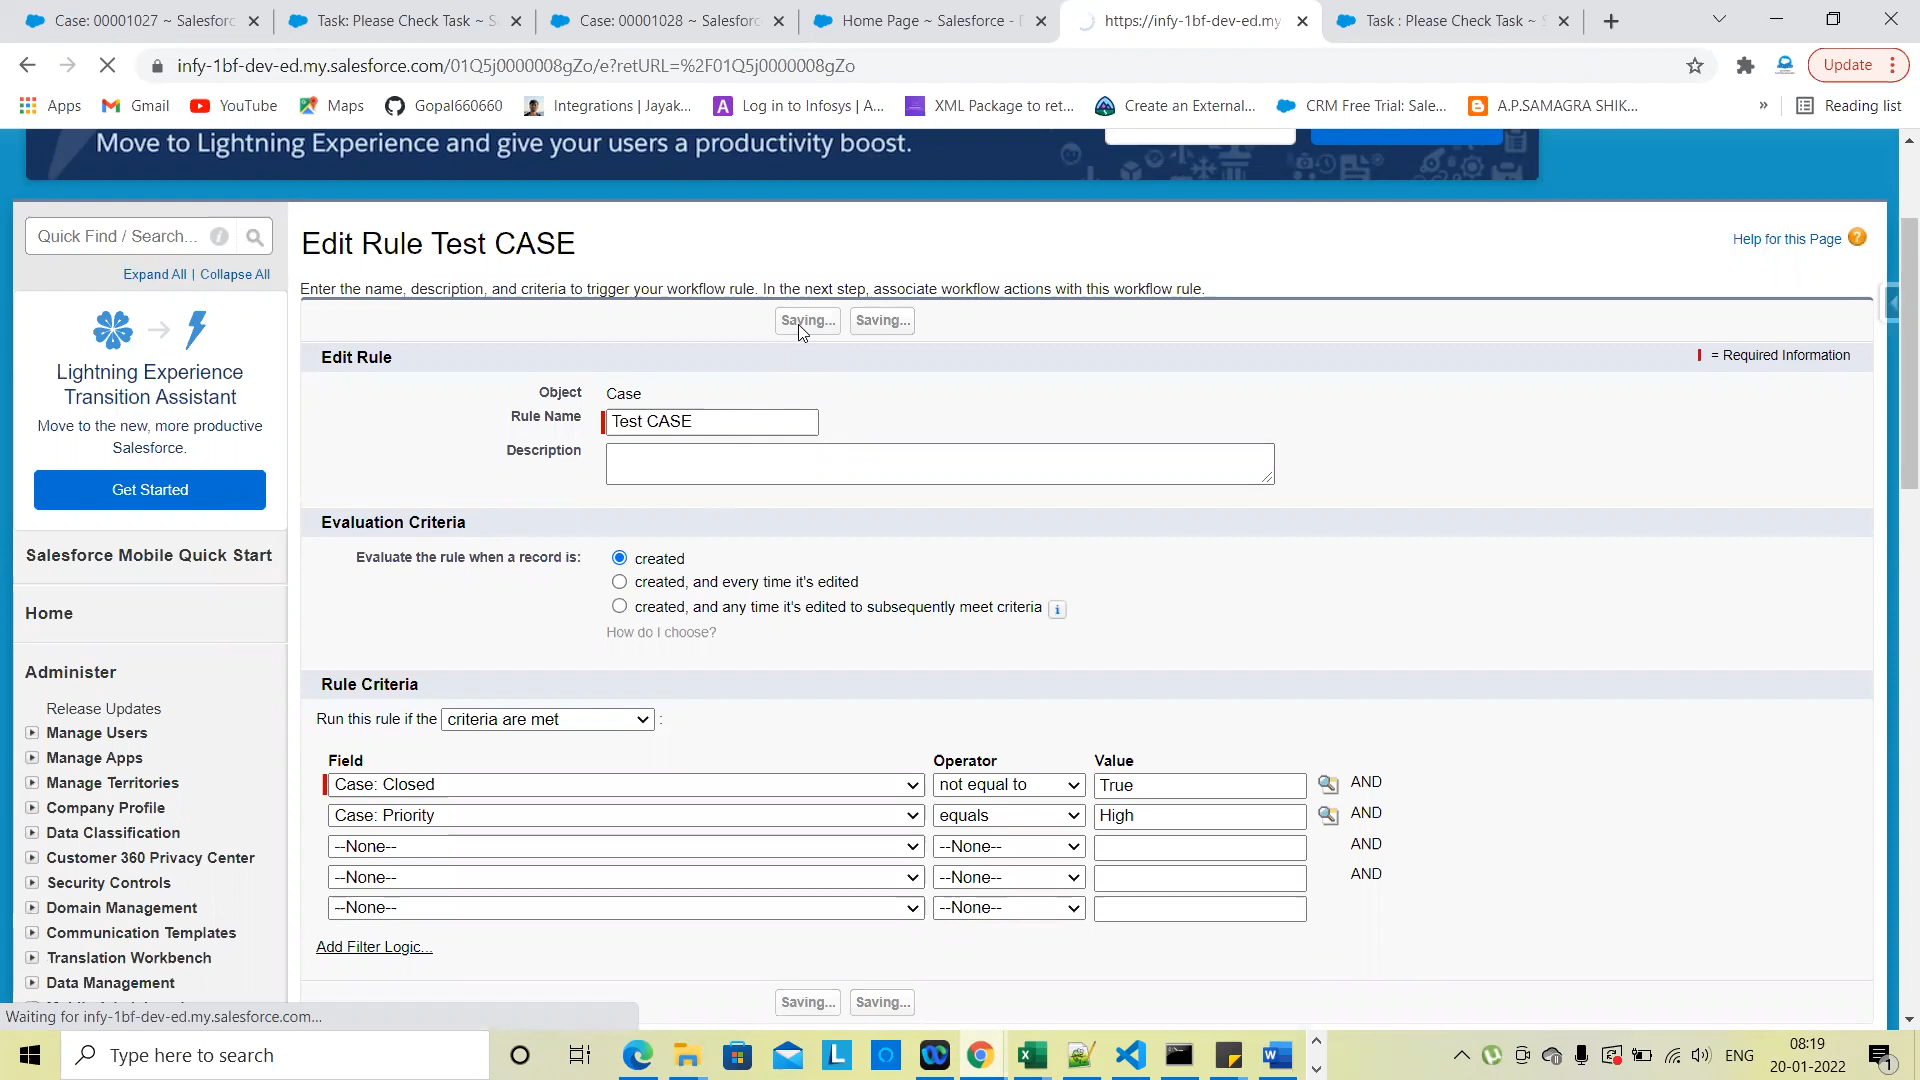 Case: 00001027 ~ Salesforc
Task: Please Check Task ~ S
Case: 00001028 ~ Salesforc
Home Page ~ Salesforce -
https://infy-1bf-dev-ed.my
Task : Please Check Task ~
infy-1bf-dev-ed.my.salesforce.com/01Q5j0000008gZo/e?retURL=%2F01Q5j0000008gZo
Update
Apps
Gmail
YouTube
Maps
Gopal660660
Integrations | Jayak...
Log in to Infosys | A...
XML Package to ret...
Create an External...
CRM Free Trial: Sale...
A.P.SAMAGRA SHIK...
»
Reading list
Move to Lightning Experience and give your users a productivity boost.
Quick Find / Search...
Expand All | Collapse All
Lightning Experience
Transition Assistant
Move to the new, more productive
Salesforce.
Get Started
Salesforce Mobile Quick Start
Home
Administer
Release Updates
Manage Users
Manage Apps
Manage Territories
Company Profile
Data Classification
Customer 360 Privacy Center
Security Controls
Domain Management
Communication Templates
Translation Workbench
Data Management
Edit Rule Test CASE
Help for this Page
Enter the name, description, and criteria to trigger your workflow rule. In the next step, associate workflow actions with this workflow rule.
Saving... Saving...
Edit Rule
= Required Information
Object Case
Rule Name Test CASE
Description
Evaluation Criteria
Evaluate the rule when a record is: created
created, and every time it's edited
created, and any time it's edited to subsequently meet criteria
How do I choose?
Rule Criteria
Run this rule if the criteria are met :
Field Operator Value
Case: Closed not equal to True AND
Case: Priority equals High AND
--None-- --None-- AND
--None-- --None-- AND
--None-- --None--
Add Filter Logic...
Saving... Saving...
Waiting for infy-1bf-dev-ed.my.salesforce.com...
Type here to search
ENG
08:19
20-01-2022
1